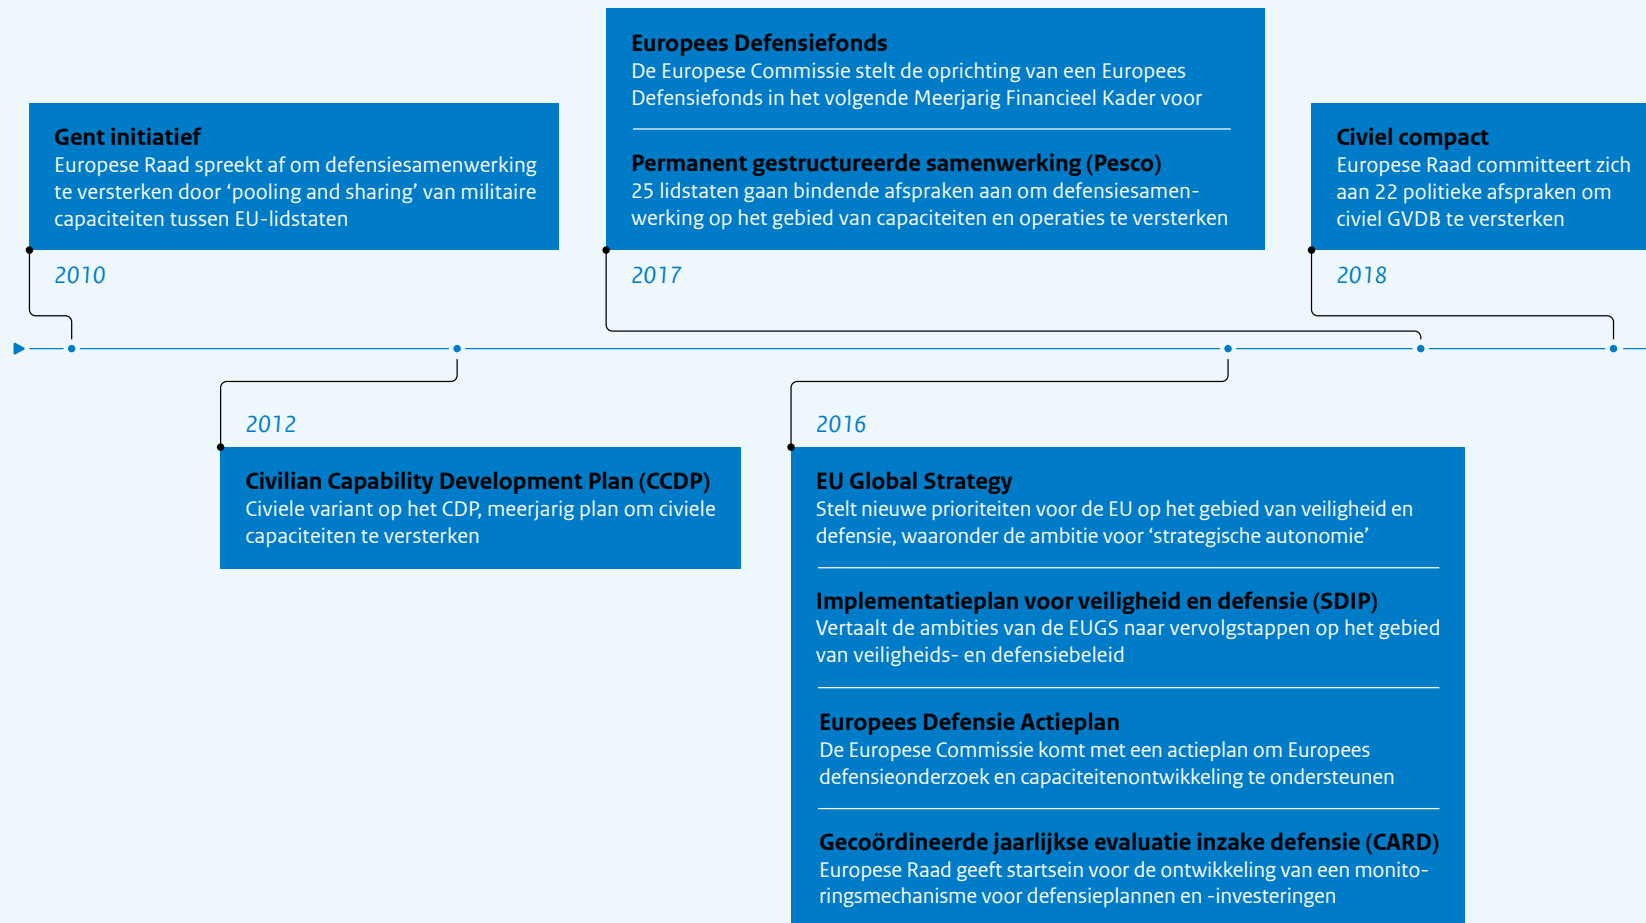 Gent initiatief
Europese Raad spreekt af om defensiesamenwerking
te versterken door ‘pooling and sharing’ van militaire
capaciteiten tussen EU-lidstaten
2010
Europees Defensiefonds
De Europese Commissie stelt de oprichting van een Europees
Defensiefonds in het volgende Meerjarig Financieel Kader voor
Permanent gestructureerde samenwerking (Pesco)
25 lidstaten gaan bindende afspraken aan om defensiesamen-
werking op het gebied van capaciteiten en operaties te versterken
2017
Civiel compact
Europese Raad committeert zich
aan 22 politieke afspraken om
civiel GVDB te versterken
2018
2012
Civilian Capability Development Plan (CCDP)
Civiele variant op het CDP, meerjarig plan om civiele
capaciteiten te versterken
2016
EU Global Strategy
Stelt nieuwe prioriteiten voor de EU op het gebied van veiligheid en
defensie, waaronder de ambitie voor ‘strategische autonomie’
Implementatieplan voor veiligheid en defensie (SDIP)
Vertaalt de ambities van de EUGS naar vervolgstappen op het gebied
van veiligheids- en defensiebeleid
Europees Defensie Actieplan
De Europese Commissie komt met een actieplan om Europees
defensieonderzoek en capaciteitenontwikkeling te ondersteunen
Gecoördineerde jaarlijkse evaluatie inzake defensie (CARD)
Europese Raad geeft startsein voor de ontwikkeling van een monito-
ringsmechanisme voor defensieplannen en -investeringen